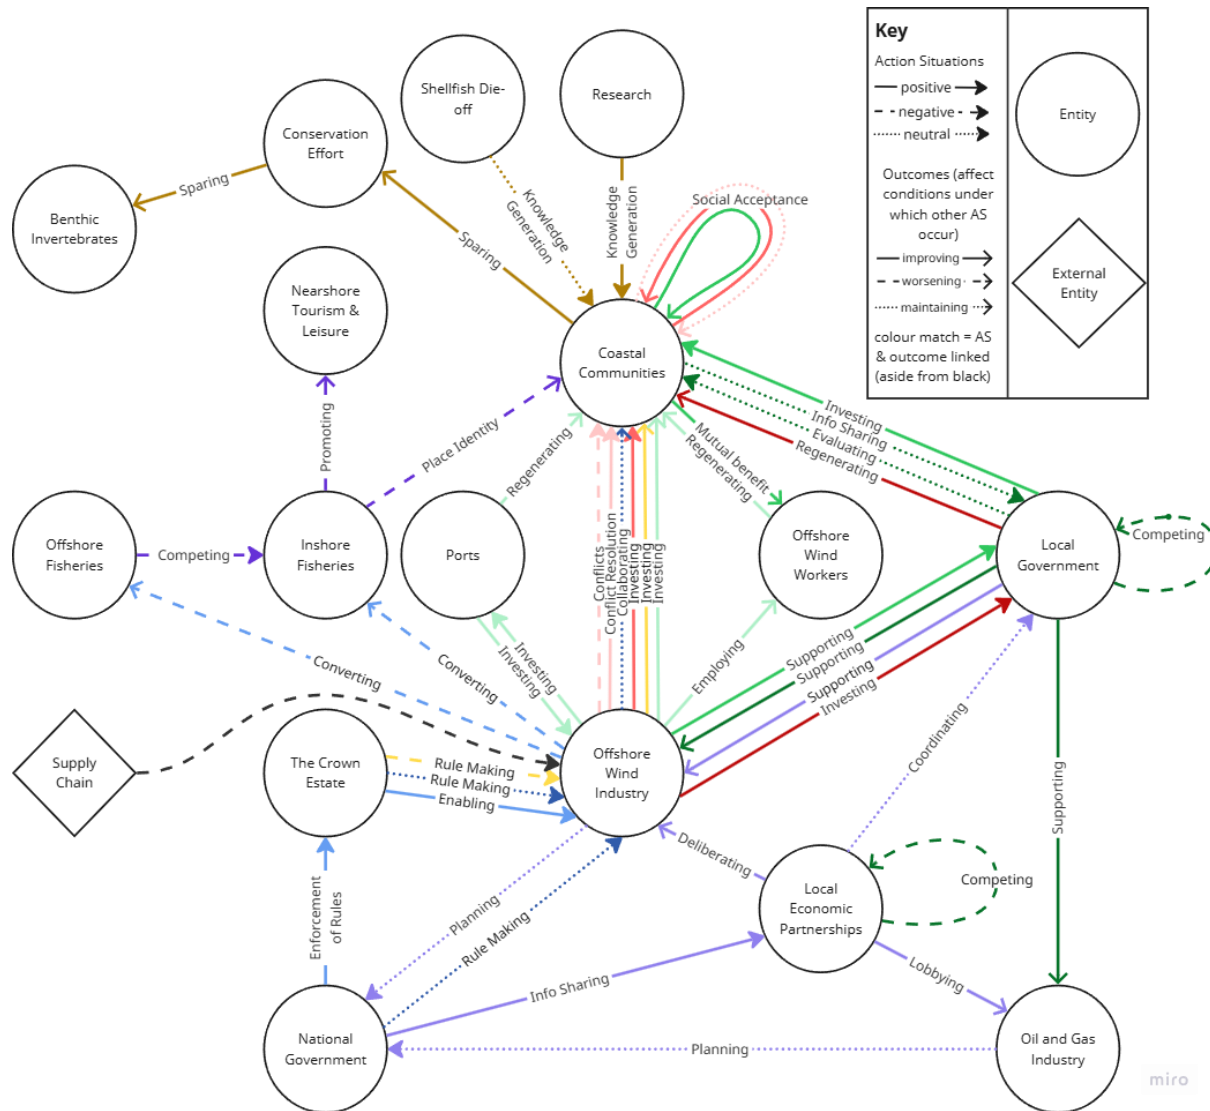 Key
Action Situations
positive
negative
neutral
Outcomes (affect
conditions under
which other AS
occur)
improving
worsening
maintaining
colour match = AS
& outcome linked
(aside from black)
Entity
External
Entity
Shellfish Die-
off
Research
Conservation
Effort
Benthic
Invertebrates
Sparing
Sparing
Knowledge
Generation
Knowledge
Generation
Social Acceptance
Nearshore
Tourism &
Leisure
Coastal
Communities
Promoting
Place Identity
Regenerating
Mutual benefit
Regenerating
Investing
Info Sharing
Evaluating
Regenerating
Offshore
Fisheries
Competing
Inshore
Fisheries
Ports
Conflicts
Conflict Resolution
Collaborating
Investing
Investing
Investing
Offshore
Wind
Workers
Local
Government
Competing
Converting
Converting
Investing
Investing
Employing
Supporting
Supporting
Supporting
Investing
Supply
Chain
The Crown
Estate
Rule Making
Rule Making
Enabling
Offshore
Wind
Industry
Coordinating
Supporting
Deliberating
Local
Economic
Partnerships
Competing
Enforcement
of Rules
Planning
Rule Making
Info Sharing
Lobbying
National
Government
Planning
Oil and Gas
Industry
miro